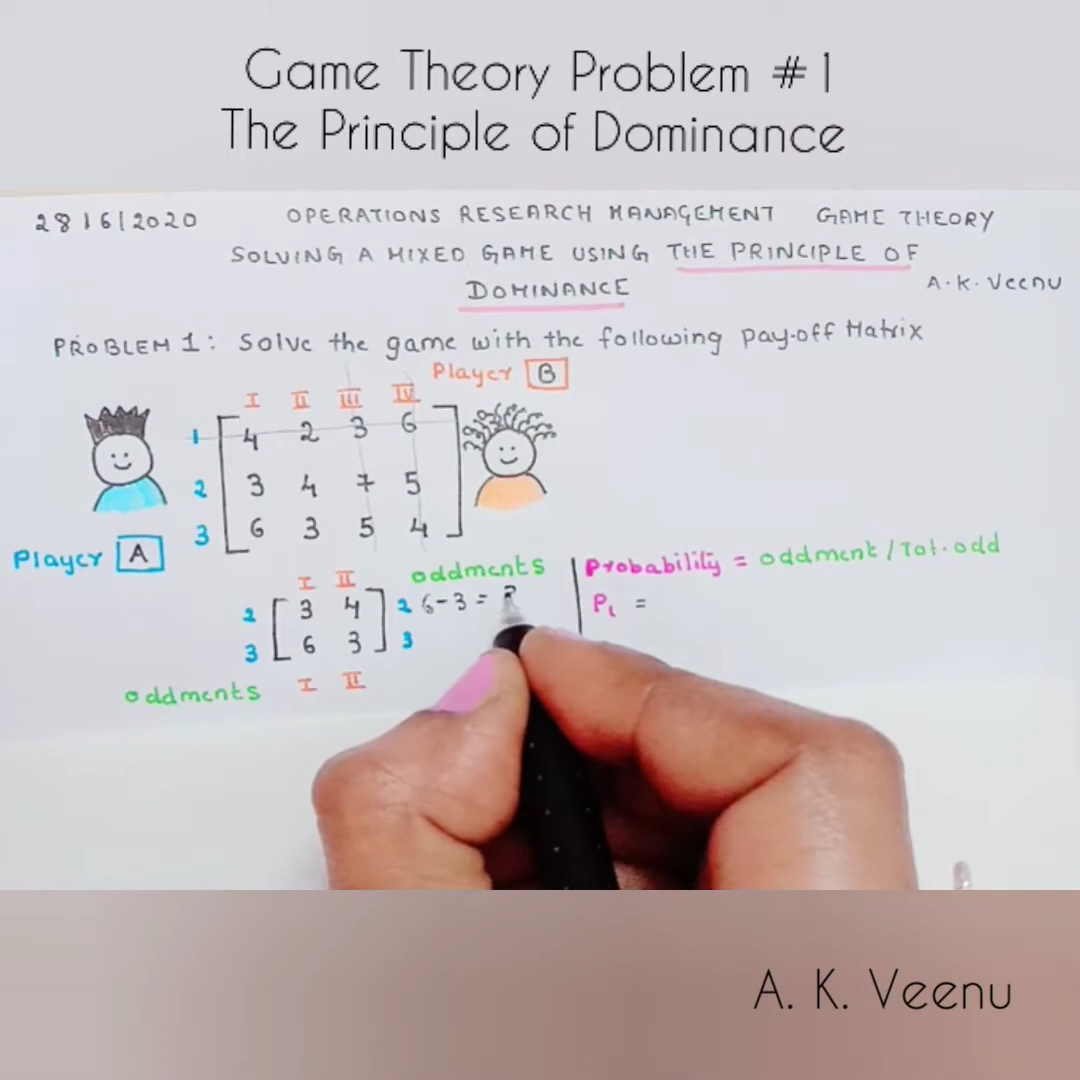 Game Theory Problem #1
The Principle of Dominance
28/6/2020 OPERATIONS RESEARCH MANAGEMENT GAME THEORY
SOLVING A MIXED GAME USING THE PRINCIPLE OF
DOMINANCE
A.K. Veenu
PROBLEM 1: Solve the game with the following pay-off Matrix
Player B
I II III IV
1 4 2 3 6
2 3 4 7 5
3 6 3 5 4
Player A
I II oddments
2 3 4 2 6-3 =
3 6 3 3
oddments I II
Probability = oddment / Tot. odd
P₁ =
A. K. Veenu